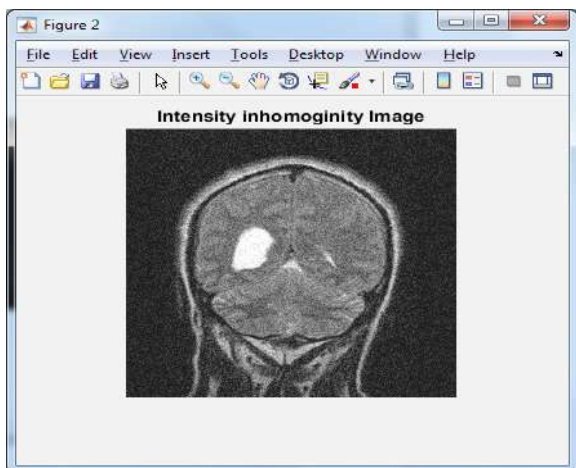 Figure 2
File Edit View Insert Tools Desktop Window Help
Intensity inhomoginity Image